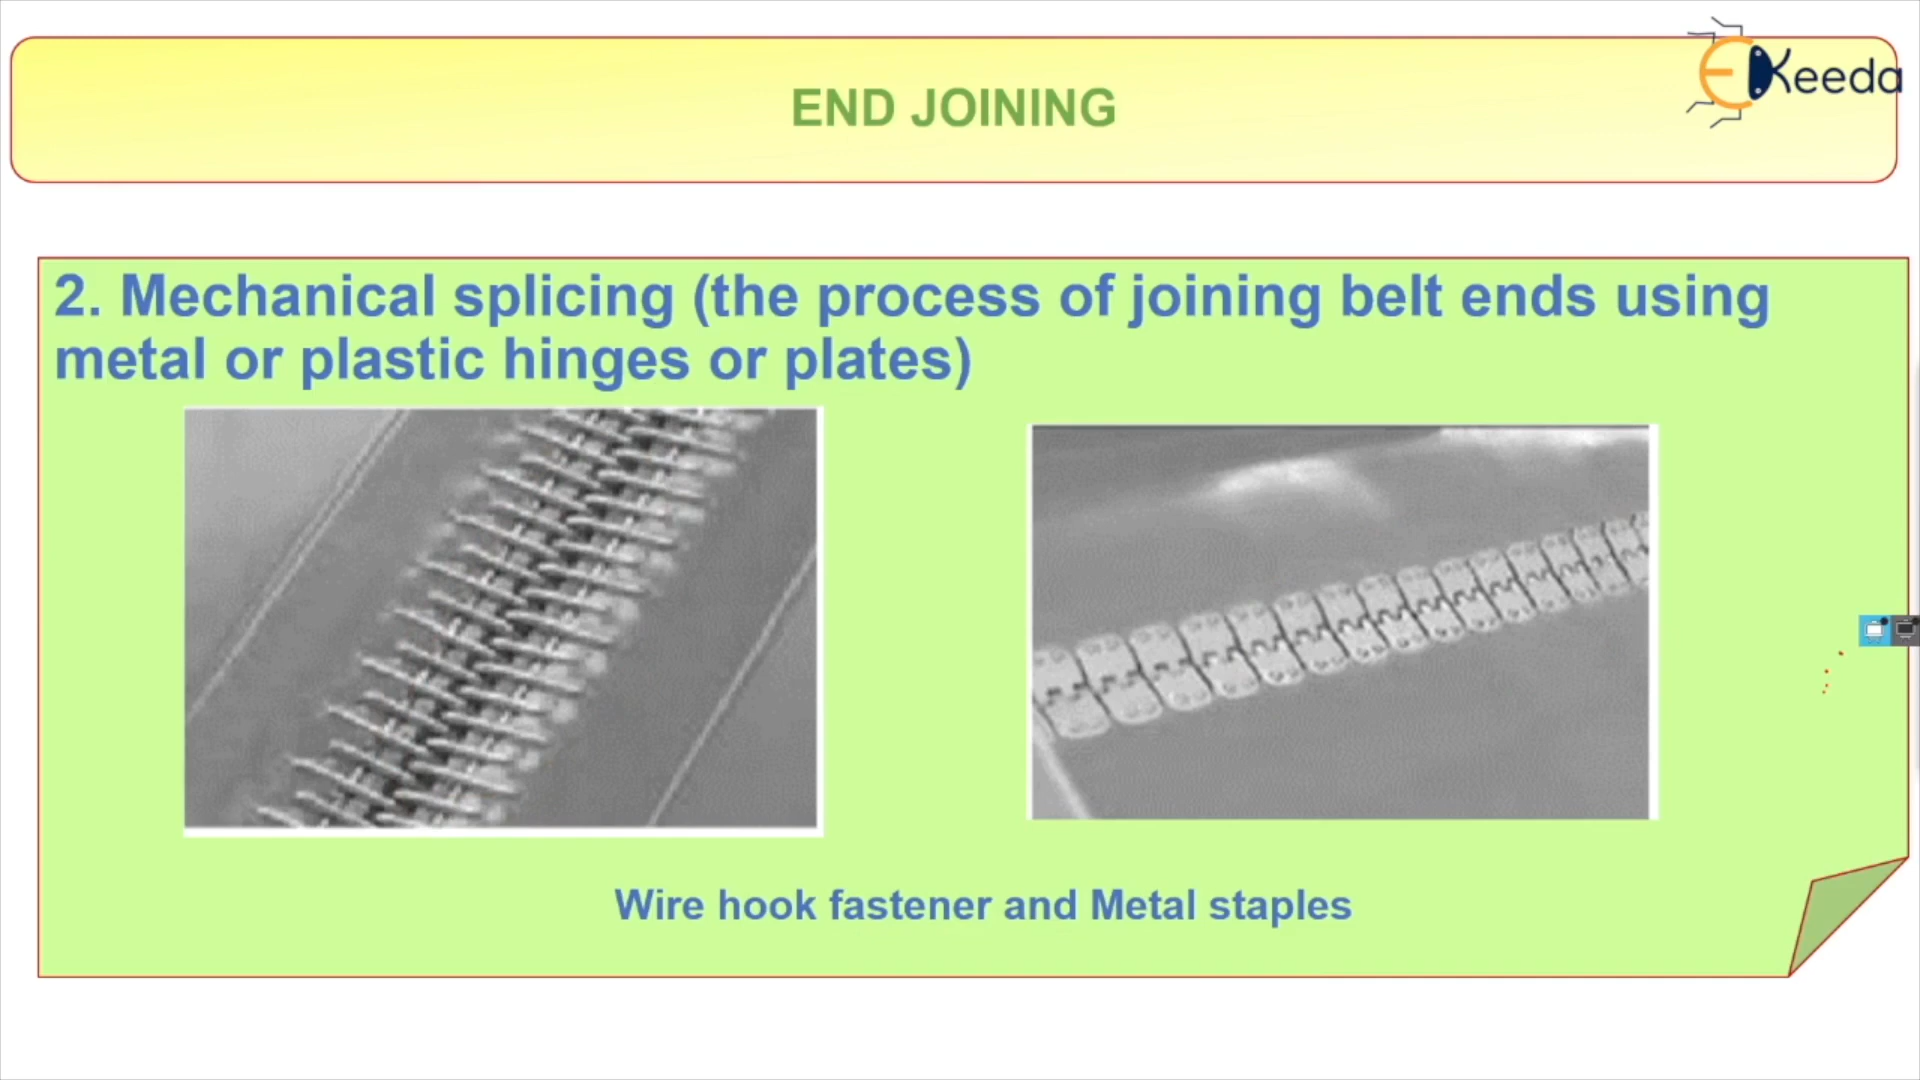 END JOINING
EKeeda
2. Mechanical splicing (the process of joining belt ends using
metal or plastic hinges or plates)
Wire hook fastener and Metal staples